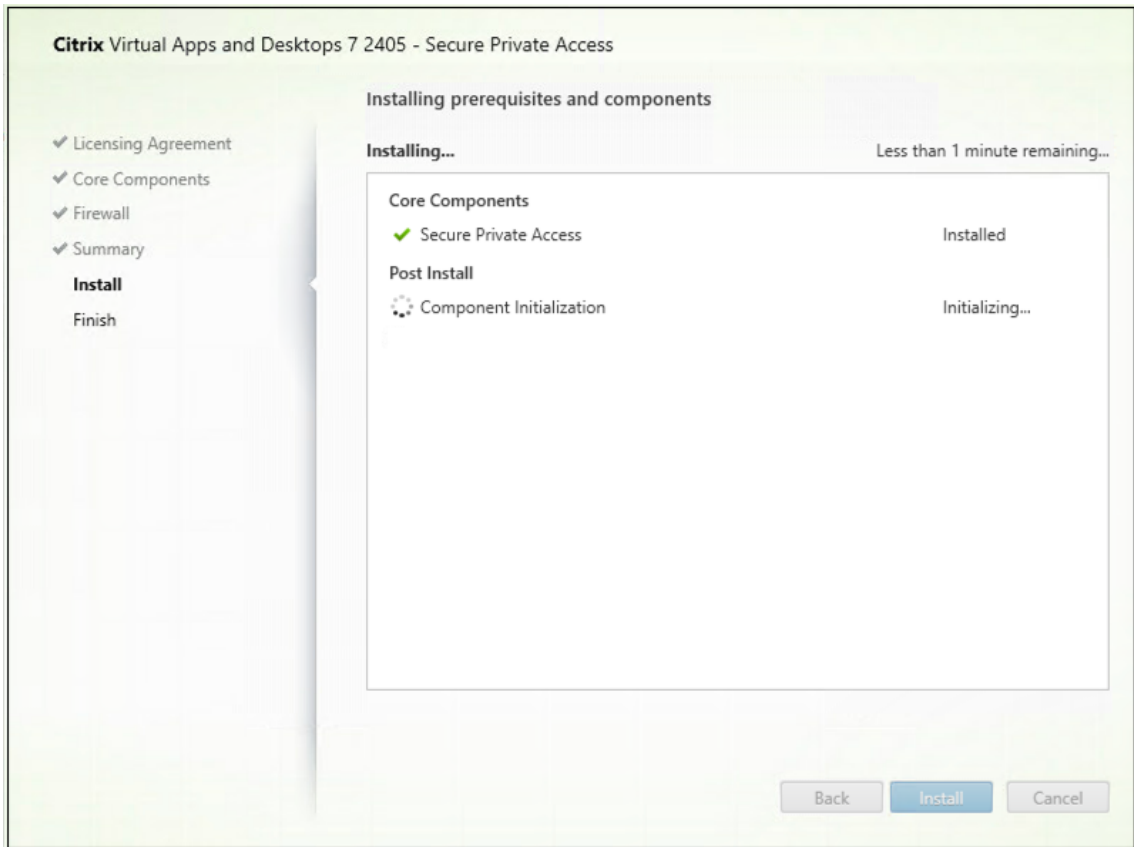 Citrix Virtual Apps and Desktops 7 2405 - Secure Private Access
Licensing Agreement
Core Components
Firewall
Summary
Install
Finish
Installing prerequisites and components
Installing... Less than 1 minute remaining...
Core Components
Secure Private Access Installed
Post Install
Component Initialization Initializing...
Back Install Cancel